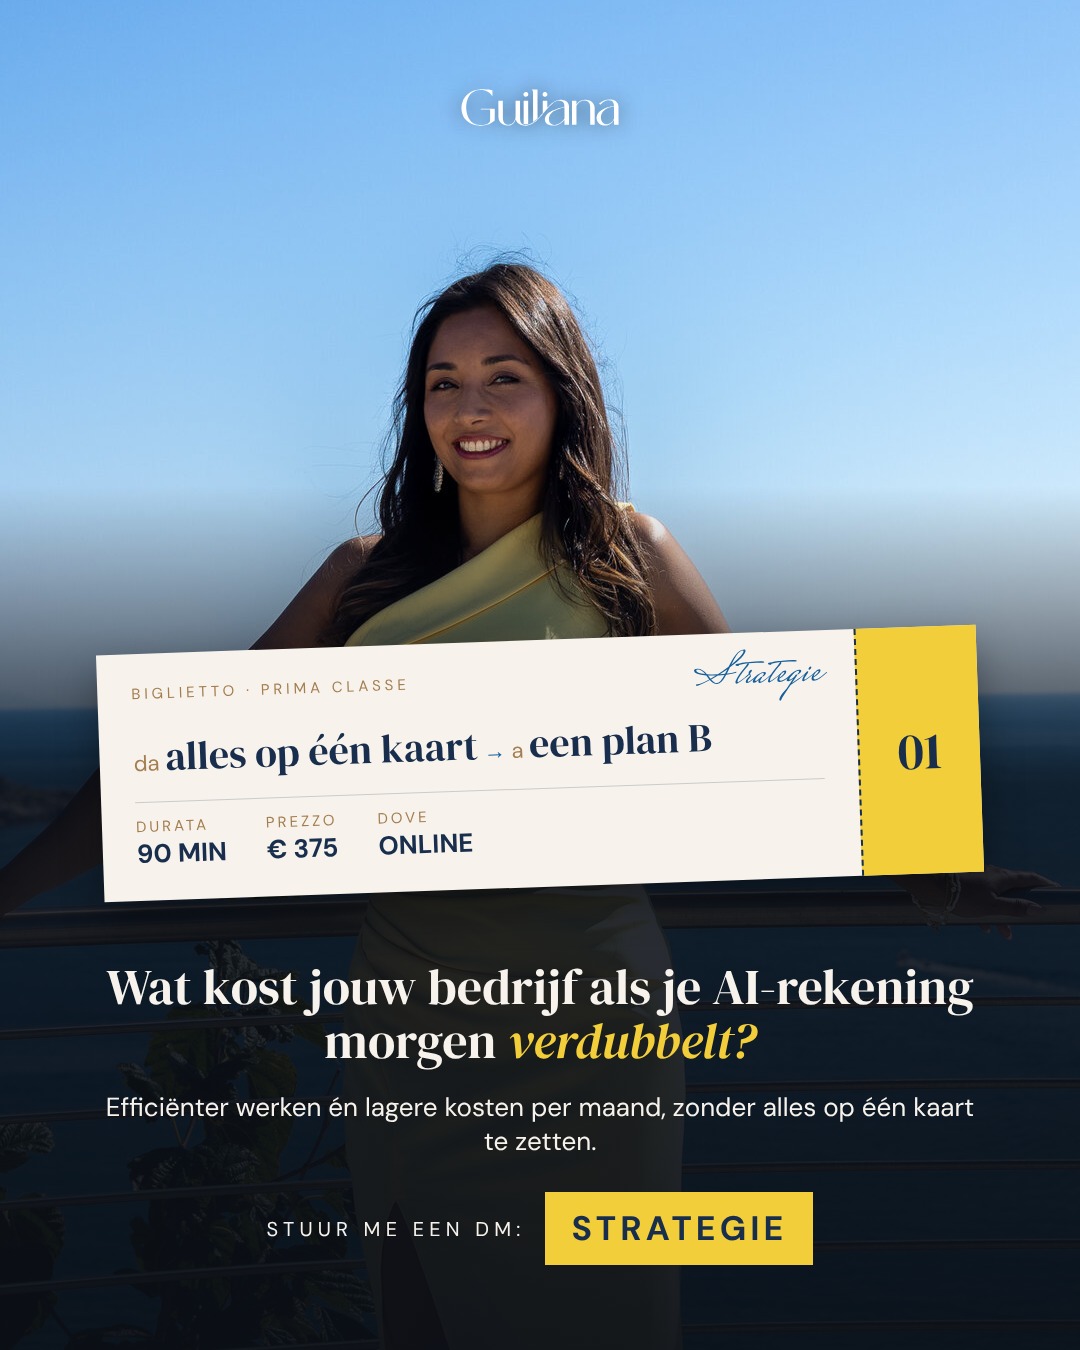 Guiliana
BIGLIETTO · PRIMA CLASSE
Strategie
da alles op één kaart → a een plan B
01
DURATA PREZZO DOVE
90 MIN € 375 ONLINE
Wat kost jouw bedrijf als je AI-rekening
morgen verdubbelt?
Efficiënter werken én lagere kosten per maand, zonder alles op één kaart
te zetten.
STUUR ME EEN DM: STRATEGIE